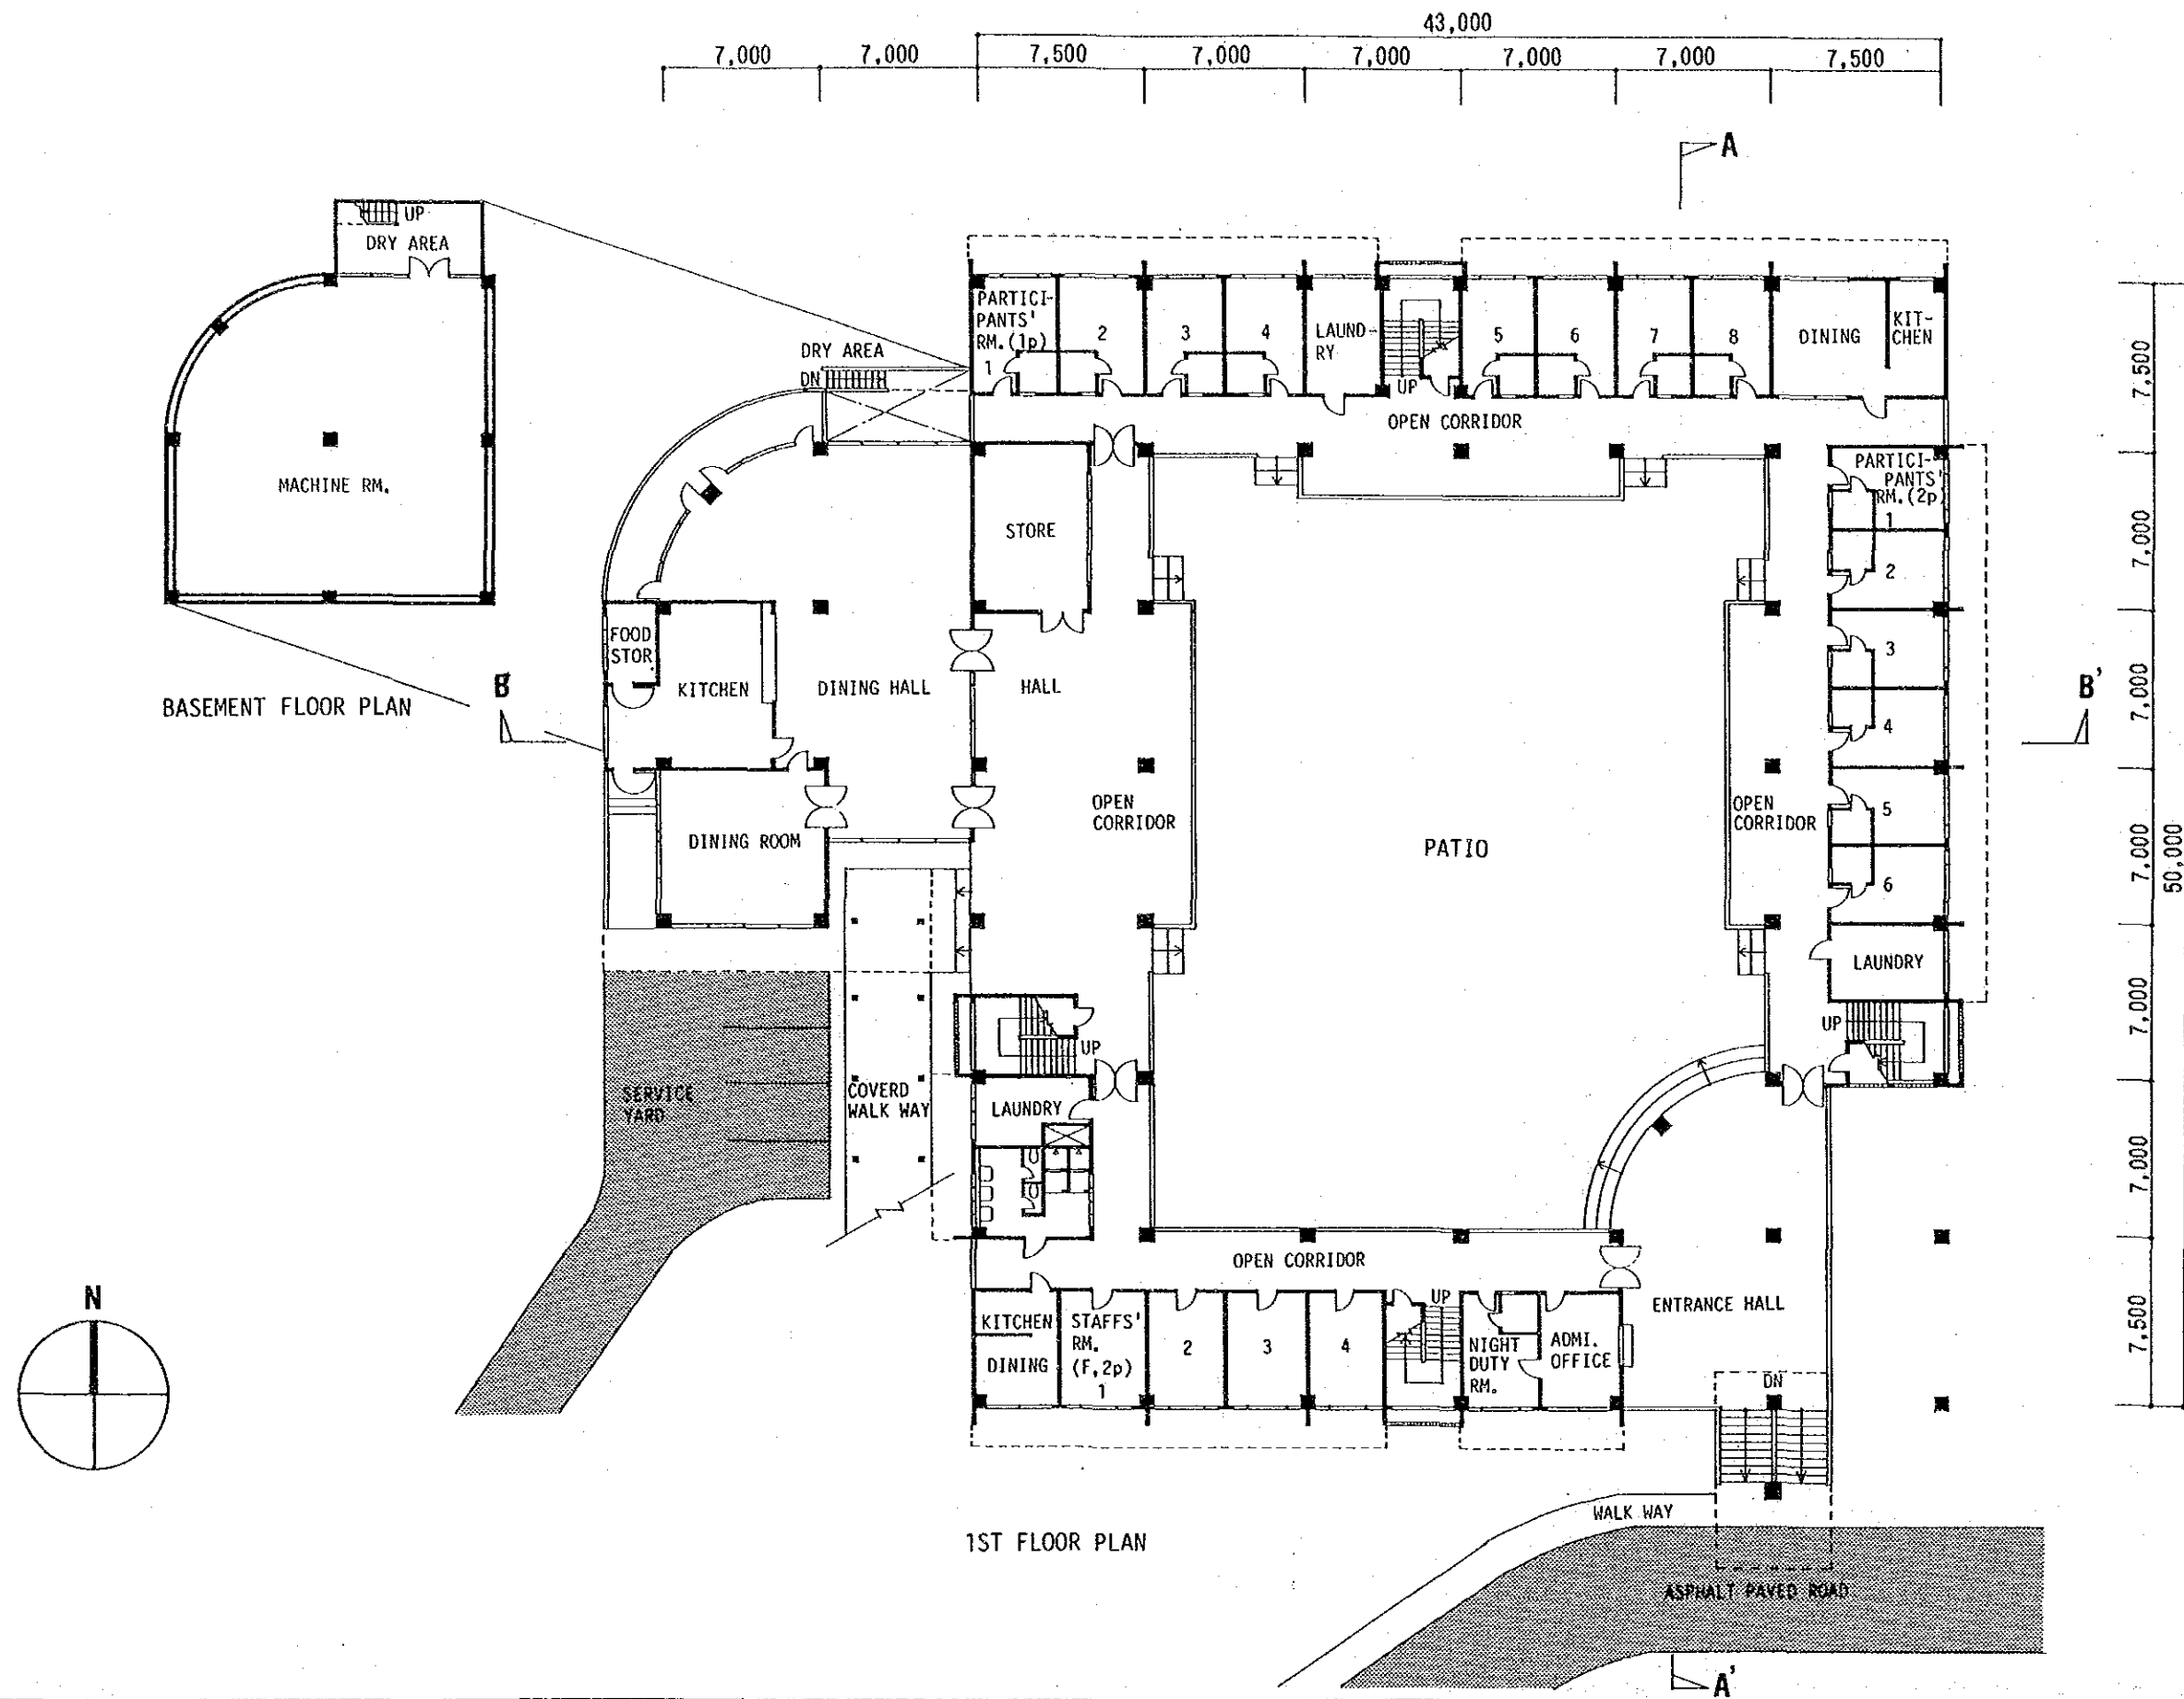 43,000
7,000 7,000 7,500 7,000 7,000 7,000 7,000 7,500
A
UP
DRY AREA
MACHINE RM.
BASEMENT FLOOR PLAN
PARTICI-
PANTS'
RM.(1p)
1
2
3
4
LAUND-
RY
UP
5
6
7
8
DINING
KIT-
CHEN
DRY AREA
DN
OPEN CORRIDOR
7,500
PARTICI-
PANTS'
RM.(2p)
1
2
3
4
5
6
LAUNDRY
UP
STORE
7,000
FOOD
STOR.
KITCHEN
DINING HALL
HALL
B
B'
7,000
OPEN
CORRIDOR
OPEN
CORRIDOR
DINING ROOM
PATIO
7,000
50,000
7,000
UP
SERVICE
YARD
COVERD
WALK WAY
LAUNDRY
7,000
OPEN CORRIDOR
N
KITCHEN
DINING
STAFFS'
RM.
(F,2p)
1
2
3
4
UP
NIGHT
DUTY
RM.
ADMI.
OFFICE
ENTRANCE HALL
DN
7,500
WALK WAY
1ST FLOOR PLAN
ASPHALT PAVED ROAD
A'